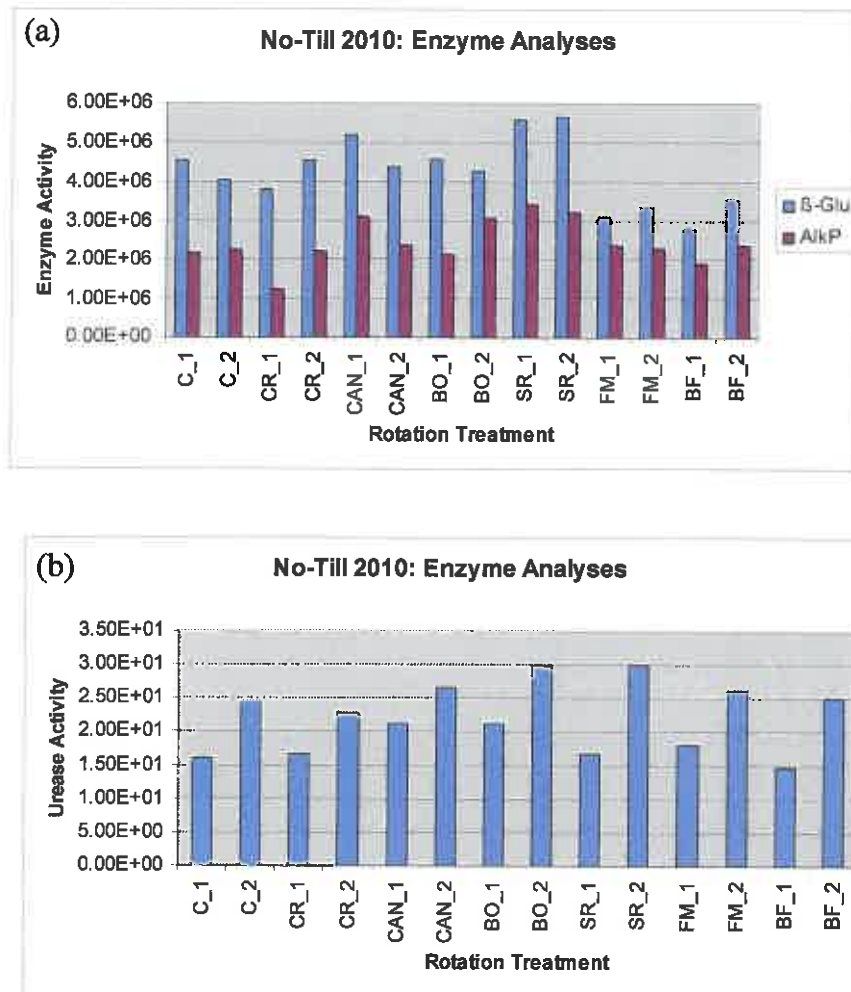 (a)
No-Till 2010: Enzyme Analyses
6.00E+06
5.00E+06
4.00E+06
3.00E+06
2.00E+06
1.00E+06
0.00E+00
Enzyme Activity
C_1 C_2 CR_1 CR_2 CAN_1 CAN_2 BO_1 BO_2 SR_1 SR_2 FM_1 FM_2 BF_1 BF_2
Rotation Treatment
ß-Glu
AlkP
(b)
No-Till 2010: Enzyme Analyses
3.50E+01
3.00E+01
2.50E+01
2.00E+01
1.50E+01
1.00E+01
5.00E+00
0.00E+00
Urease Activity
C_1 C_2 CR_1 CR_2 CAN_1 CAN_2 BO_1 BO_2 SR_1 SR_2 FM_1 FM_2 BF_1 BF_2
Rotation Treatment